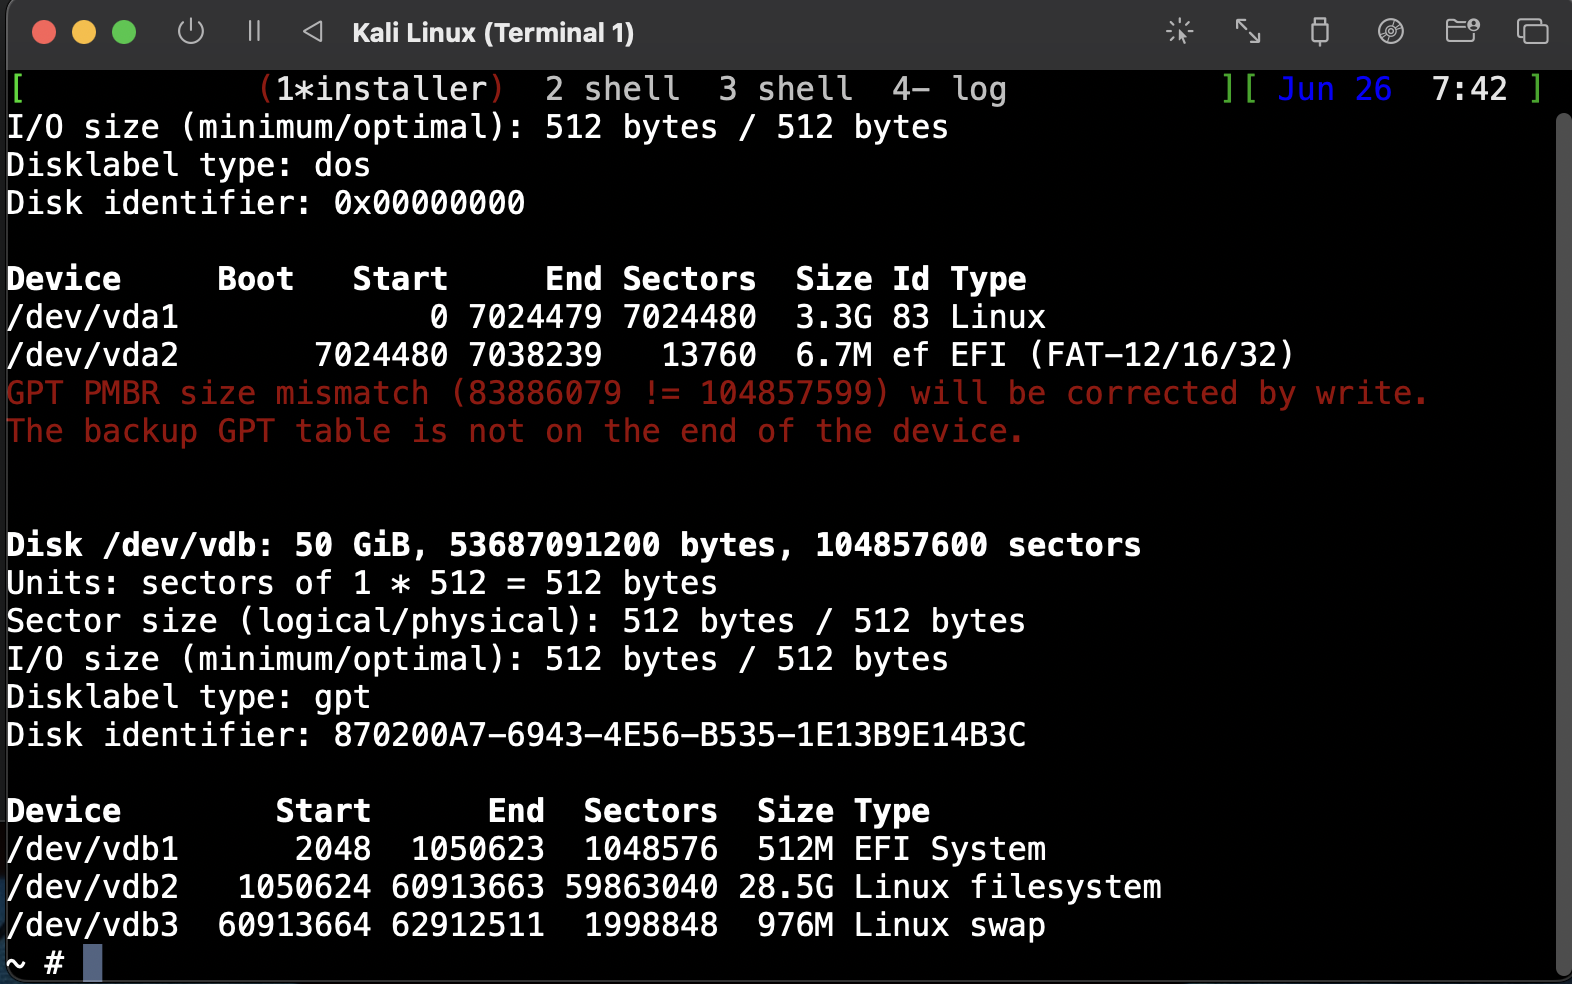 Kali Linux (Terminal 1)
[ (1*installer) 2 shell 3 shell 4- log ][ Jun 26 7:42 ]
I/O size (minimum/optimal): 512 bytes / 512 bytes
Disklabel type: dos
Disk identifier: 0x00000000
Device Boot Start End Sectors Size Id Type
/dev/vda1 0 7024479 7024480 3.3G 83 Linux
/dev/vda2 7024480 7038239 13760 6.7M ef EFI (FAT-12/16/32)
GPT PMBR size mismatch (83886079 != 104857599) will be corrected by write.
The backup GPT table is not on the end of the device.
Disk /dev/vdb: 50 GiB, 53687091200 bytes, 104857600 sectors
Units: sectors of 1 * 512 = 512 bytes
Sector size (logical/physical): 512 bytes / 512 bytes
I/O size (minimum/optimal): 512 bytes / 512 bytes
Disklabel type: gpt
Disk identifier: 870200A7-6943-4E56-B535-1E13B9E14B3C
Device Start End Sectors Size Type
/dev/vdb1 2048 1050623 1048576 512M EFI System
/dev/vdb2 1050624 60913663 59863040 28.5G Linux filesystem
/dev/vdb3 60913664 62912511 1998848 976M Linux swap
~ #